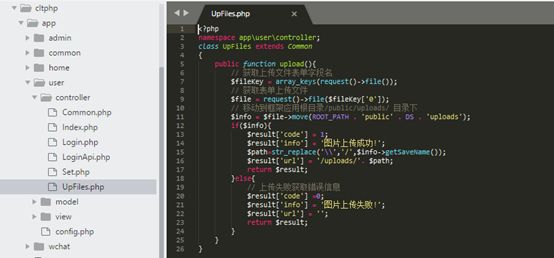 cltphp
app
admin
common
home
user
controller
Common.php
Index.php
Login.php
LoginApi.php
Set.php
UpFiles.php
model
view
config.php
wchat
UpFiles.php
1 <?php
2 namespace app\user\controller;
3 class UpFiles extends Common
4 {
5 public function upload(){
6 // 获取上传文件表单字段名
7 $fileKey = array_keys(request()->file());
8 // 获取表单上传文件
9 $file = request()->file($fileKey['0']);
10 // 移动到框架应用根目录/public/uploads/ 目录下
11 $info = $file->move(ROOT_PATH . 'public' . DS . 'uploads');
12 if($info){
13 $result['code'] = 1;
14 $result['info'] = '图片上传成功!';
15 $path=str_replace('\\','/',$info->getSaveName());
16 $result['url'] = '/uploads/'. $path;
17 return $result;
18 }else{
19 // 上传失败获取错误信息
20 $result['code'] =0;
21 $result['info'] = '图片上传失败!';
22 $result['url'] = '';
23 return $result;
24 }
25 }
26 }